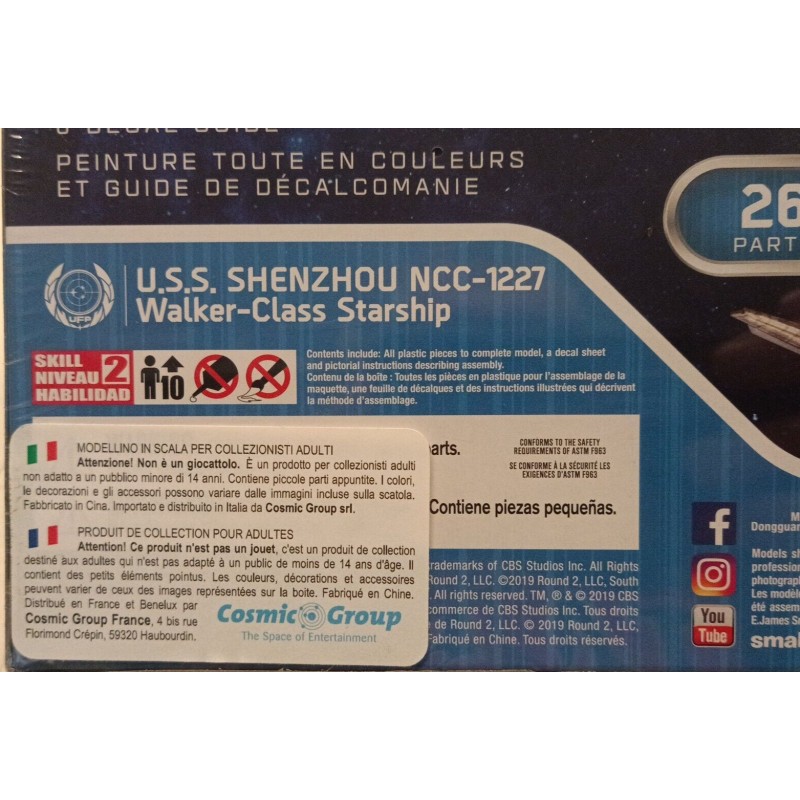 & DECAL GUIDE
PEINTURE TOUTE EN COULEURS
ET GUIDE DE DÉCALCOMANIE
26
PART
UFP
U.S.S. SHENZHOU NCC-1227
Walker-Class Starship
SKILL
NIVEAU 2
HABILIDAD
10
Contents include: All plastic pieces to complete model, a decal sheet
and pictorial instructions describing assembly.
Contenu de la boîte : Toutes les pièces en plastique pour l'assemblage de la
maquette, une feuille de décalques et des instructions illustrées qui décrivent
la méthode d'assemblage.
arts.
CONFORMS TO THE SAFETY
REQUIREMENTS OF ASTM F963
SE CONFORME À LA SÉCURITÉ LES
EXIGENCES D'ASTM F963
Contiene piezas pequeñas.
MODELLINO IN SCALA PER COLLEZIONISTI ADULTI
Attenzione! Non è un giocattolo. È un prodotto per collezionisti adulti
non adatto a un pubblico minore di 14 anni. Contiene piccole parti appuntite. I colori,
le decorazioni e gli accessori possono variare dalle immagini incluse sulla scatola.
Fabbricato in Cina. Importato e distribuito in Italia da Cosmic Group srl.
PRODUIT DE COLLECTION POUR ADULTES
Attention! Ce produit n'est pas un jouet, c'est un produit de collection
destiné aux adultes qui n'est pas adapté à un public de moins de 14 ans d'âge. Il
contient des petits éléments pointus. Les couleurs, décorations et accessoires
peuvent varier de ceux des images représentées sur la boite. Fabriqué en Chine.
Distribué en France et Benelux par
Cosmic Group France, 4 bis rue
Florimond Crépin, 59320 Haubourdin.
Cosmic Group
The Space of Entertainment
rademarks of CBS Studios Inc. All Rights
Round 2, LLC. ©2019 Round 2, LLC, South
. All rights reserved. TM, ® & © 2019 CBS
commerce de CBS Studios Inc. Tous droits
de Round 2, LLC. © 2019 Round 2, LLC,
Fabriqué en Chine. Tous droits réservés.
f
You
Tube
M
Donggua
Models sh
profession
photograp
Les modèl
été assem
E.James S
smal